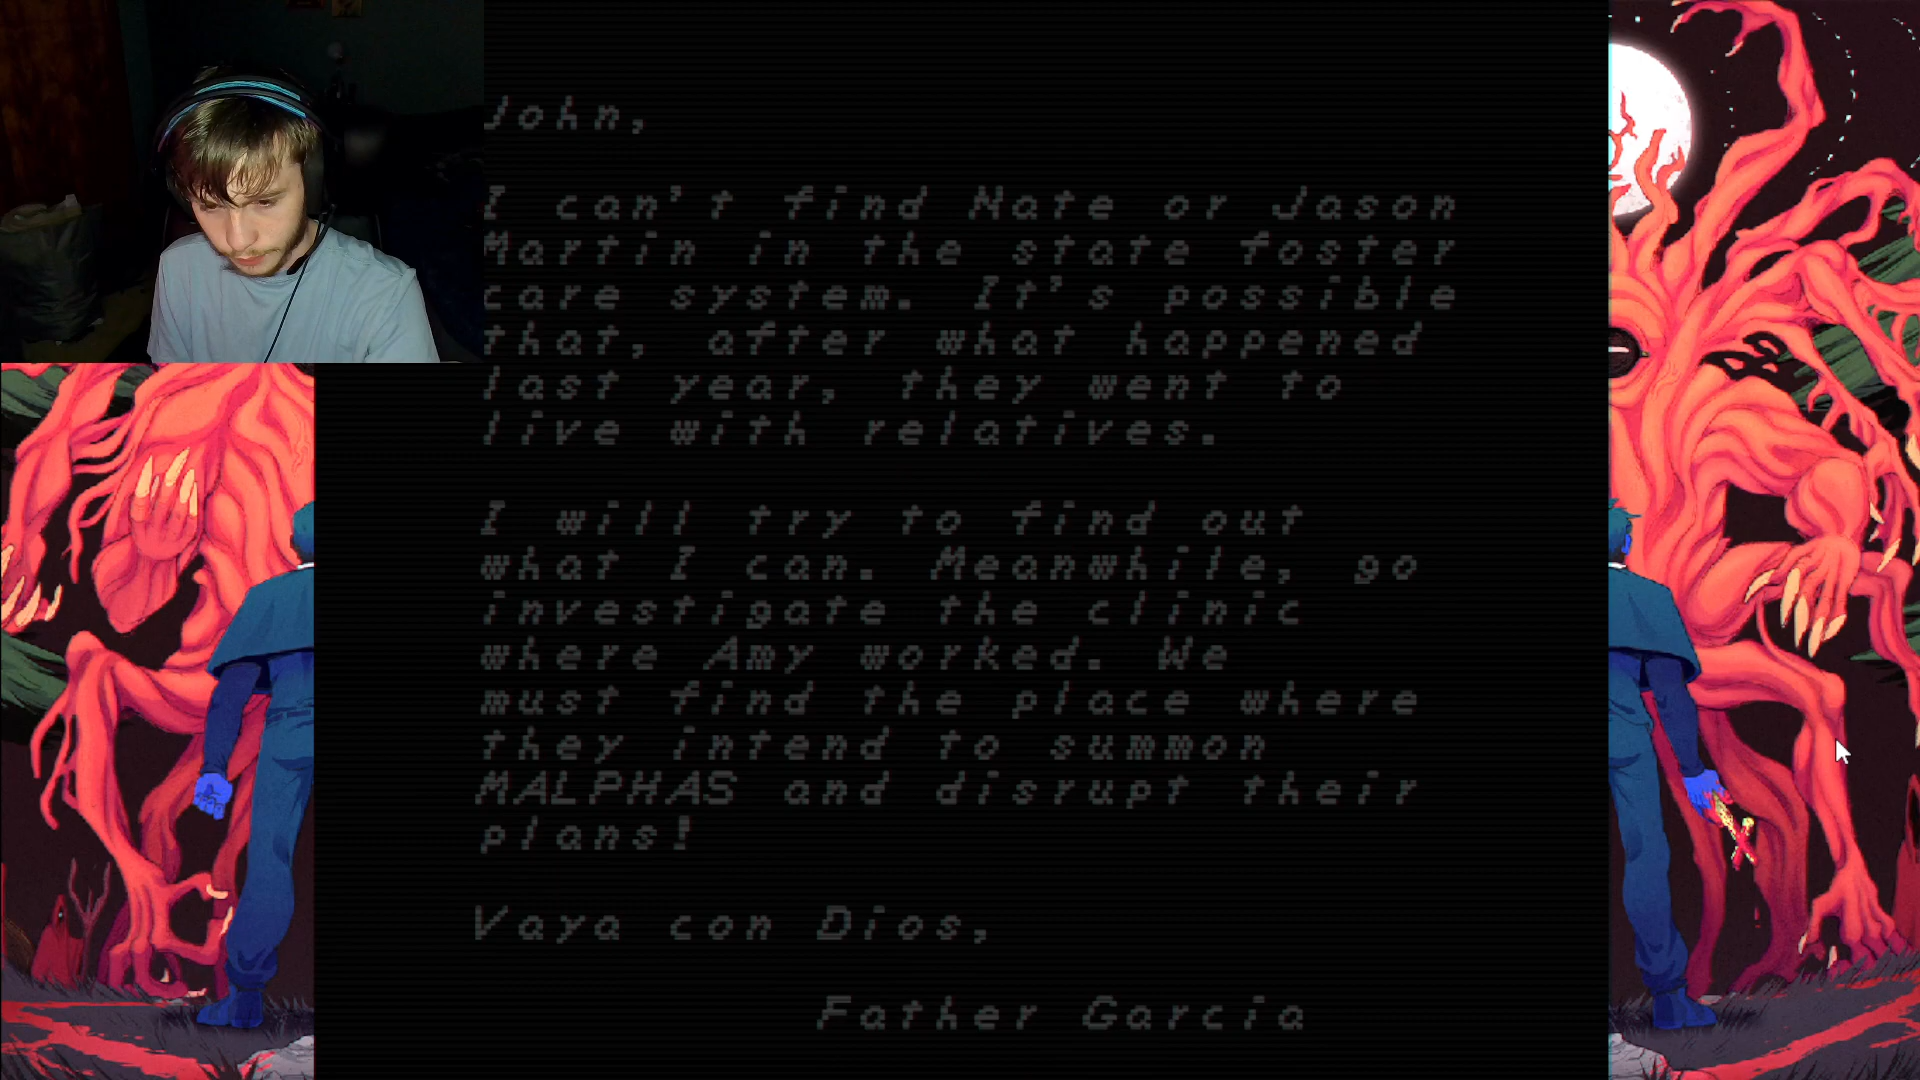 John,
I can't find Nate or Jason
Martin in the state foster
care system. It's possible
that, after what happened
last year, they went to
live with relatives.
I will try to find out
what I can. Meanwhile, go
investigate the clinic
where Amy worked. We
must find the place where
they intend to summon
MALPHAS and disrupt their
plans!
Vaya con Dios,
Father Garcia